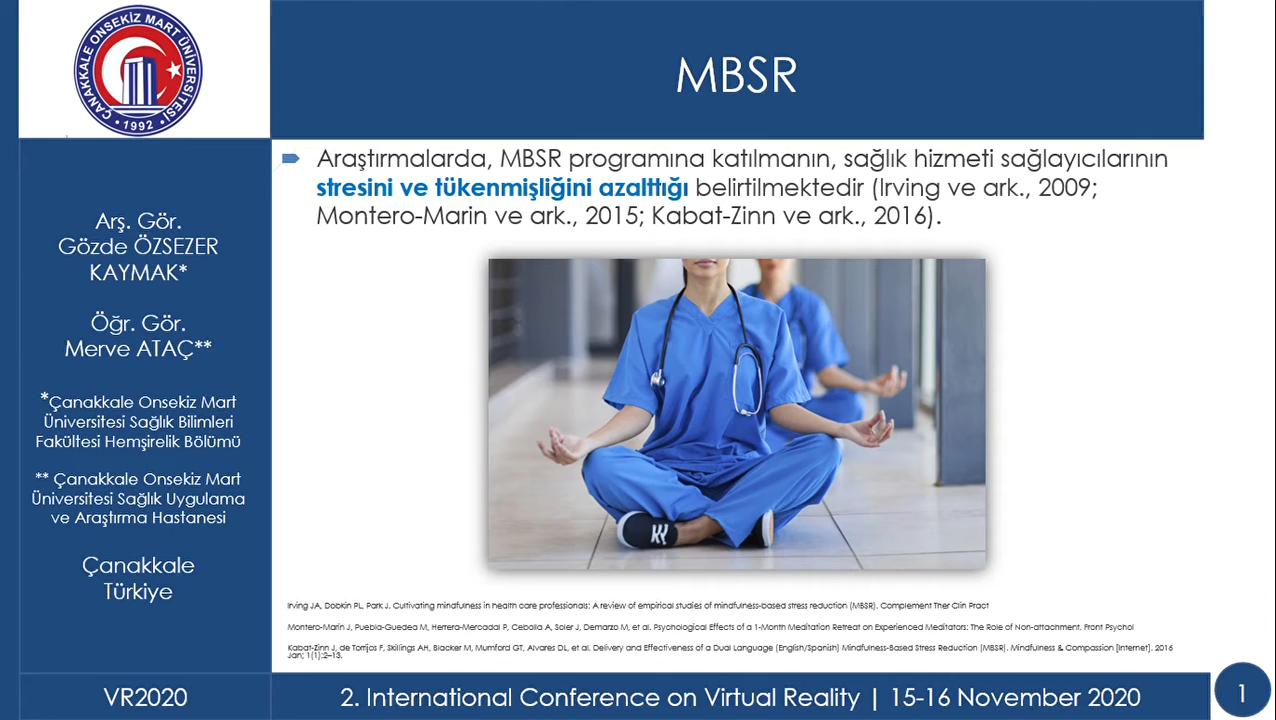 ÇANAKKALE ONSEKİZ MART ÜNİVERSİTESİ
• 1992 •
MBSR
Araştırmalarda, MBSR programına katılmanın, sağlık hizmeti sağlayıcılarının
stresini ve tükenmişliğini azalttığı belirtilmektedir (Irving ve ark., 2009;
Montero-Marin ve ark., 2015; Kabat-Zinn ve ark., 2016).
Arş. Gör.
Gözde ÖZSEZER
KAYMAK*
Öğr. Gör.
Merve ATAÇ**
*Çanakkale Onsekiz Mart
Üniversitesi Sağlık Bilimleri
Fakültesi Hemşirelik Bölümü
** Çanakkale Onsekiz Mart
Üniversitesi Sağlık Uygulama
ve Araştırma Hastanesi
Çanakkale
Türkiye
Irving JA, Dobkin PL, Park J. Cultivating mindfulness in health care professionals: A review of empirical studies of mindfulness-based stress reduction (MBSR). Complement Ther Clin Pract
Montero-Marin J, Puebla-Guedea M, Herrera-Mercadal P, Cebolla A, Soler J, Demarzo M, et al. Psychological Effects of a 1-Month Meditation Retreat on Experienced Meditators: The Role of Non-attachment. Front Psychol
Kabat-Zinn J, de Torrijos F, Skillings AH, Blacker M, Mumford GT, Alvares DL, et al. Delivery and Effectiveness of a Dual Language (English/Spanish) Mindfulness-Based Stress Reduction (MBSR). Mindfulness & Compassion [Internet]. 2016
Jan; 1(1):2–13.
VR2020
2. International Conference on Virtual Reality | 15-16 November 2020
1